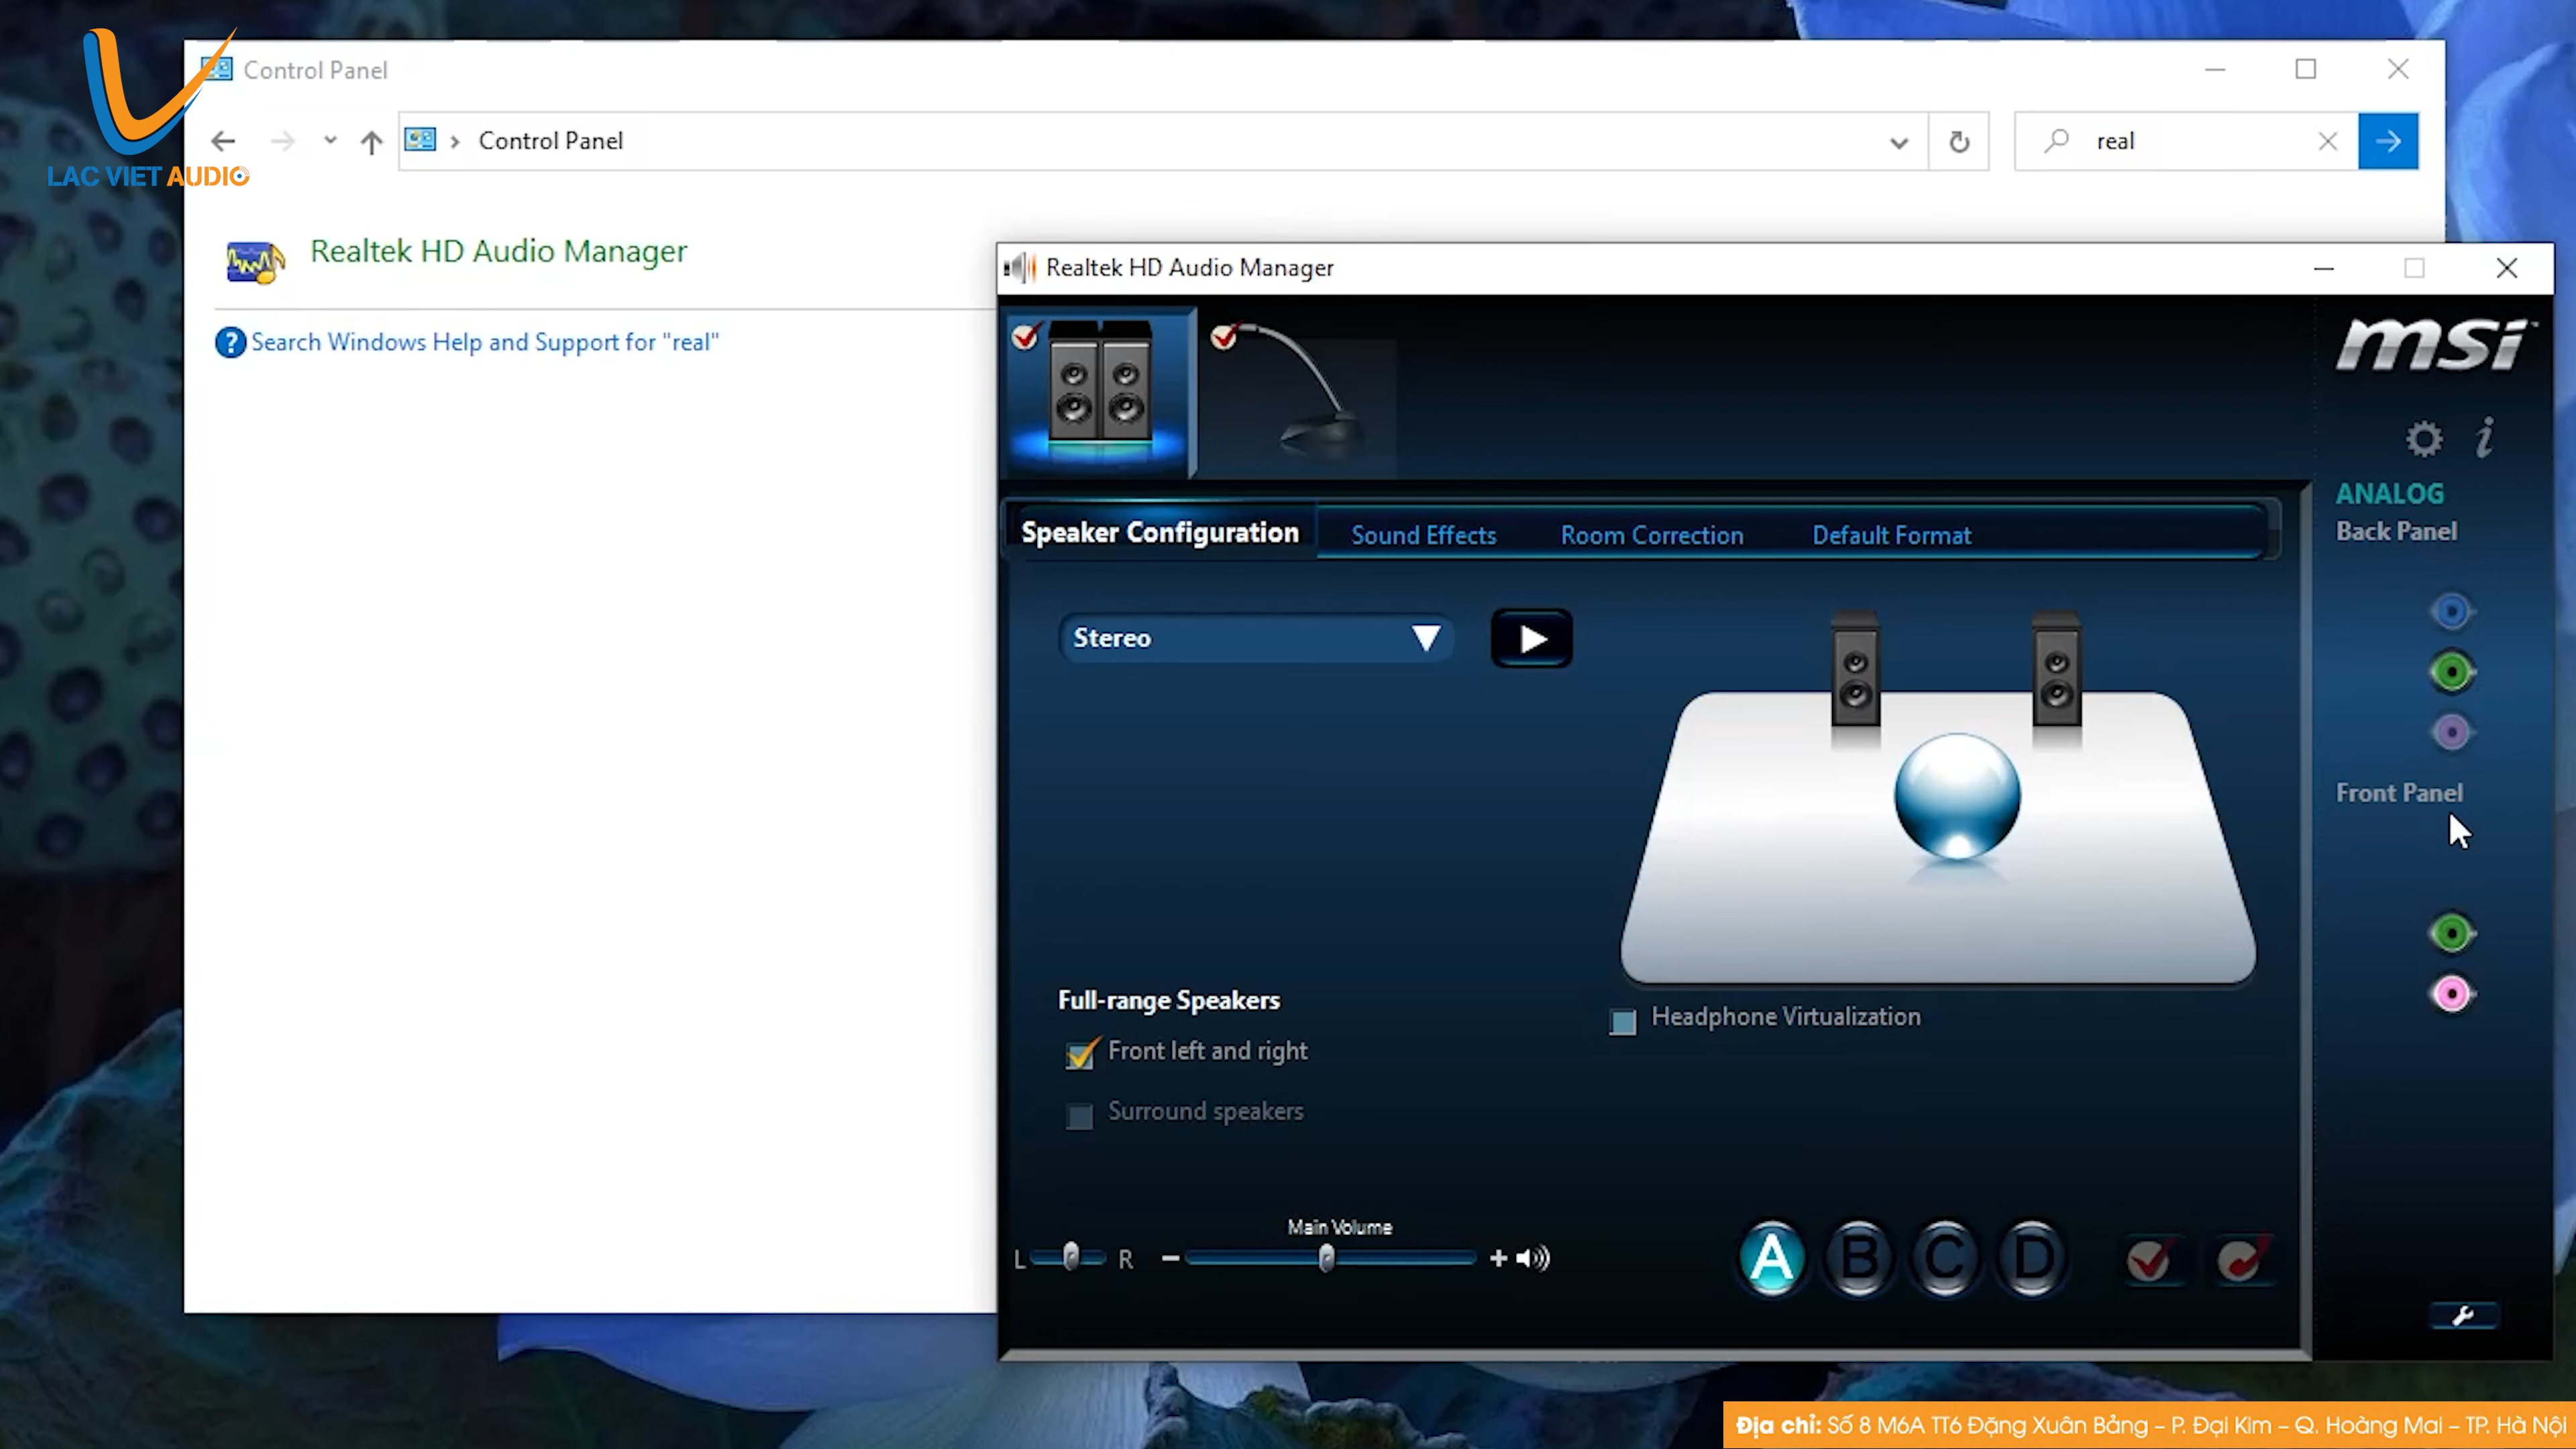 Control Panel
LAC VIET AUDIO
Control Panel
real
Realtek HD Audio Manager
Search Windows Help and Support for "real"
Realtek HD Audio Manager
msi
ANALOG
Back Panel
Speaker Configuration
Sound Effects
Room Correction
Default Format
Stereo
Front Panel
Full-range Speakers
Front left and right
Surround speakers
Headphone Virtualization
Main Volume
L
R
A
B
C
D
Địa chỉ: Số 8 M6A TT6 Đặng Xuân Bảng – P. Đại Kim – Q. Hoàng Mai – TP. Hà Nội